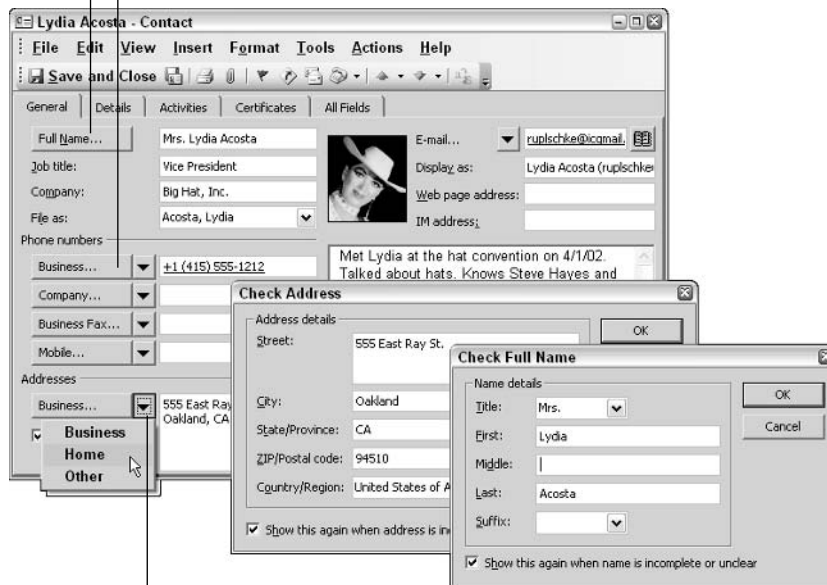 Lydia Acosta - Contact
File Edit View Insert Format Tools Actions Help
Save and Close
General Details Activities Certificates All Fields
Full Name... Mrs. Lydia Acosta
Job title: Vice President
Company: Big Hat, Inc.
File as: Acosta, Lydia
E-mail... ruplschke@icqmail.
Display as: Lydia Acosta (ruplschke
Web page address:
IM address:
Phone numbers
Business... +1 (415) 555-1212
Company...
Business Fax...
Mobile...
Met Lydia at the hat convention on 4/1/02.
Talked about hats. Knows Steve Hayes and
Addresses
Business... 555 East Ray
Oakland, CA
Business
Home
Other
Check Address
Address details
Street: 555 East Ray St.
City: Oakland
State/Province: CA
ZIP/Postal code: 94510
Country/Region: United States of A
Show this again when address is in
OK
Check Full Name
Name details
Title: Mrs.
First: Lydia
Middle:
Last: Acosta
Suffix:
Show this again when name is incomplete or unclear
OK
Cancel